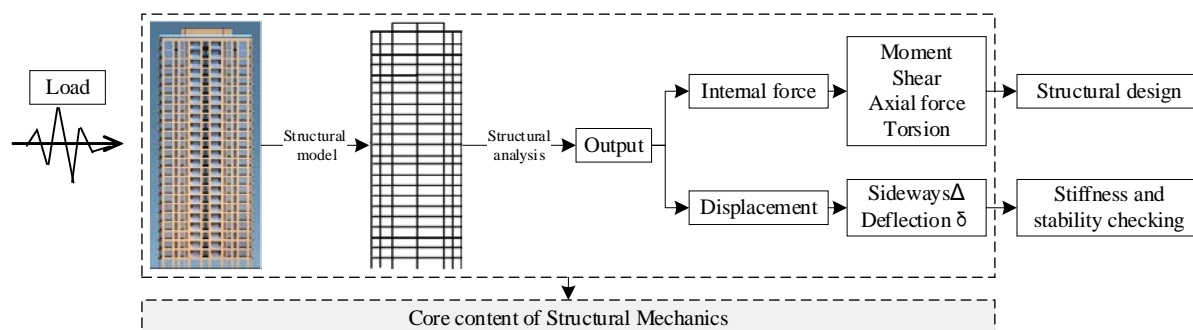 Load
Structural
model
Structural
analysis
Output
Internal force
Moment
Shear
Axial force
Torsion
Structural design
Displacement
Sideways Δ
Deflection δ
Stiffness and
stability checking
Core content of Structural Mechanics